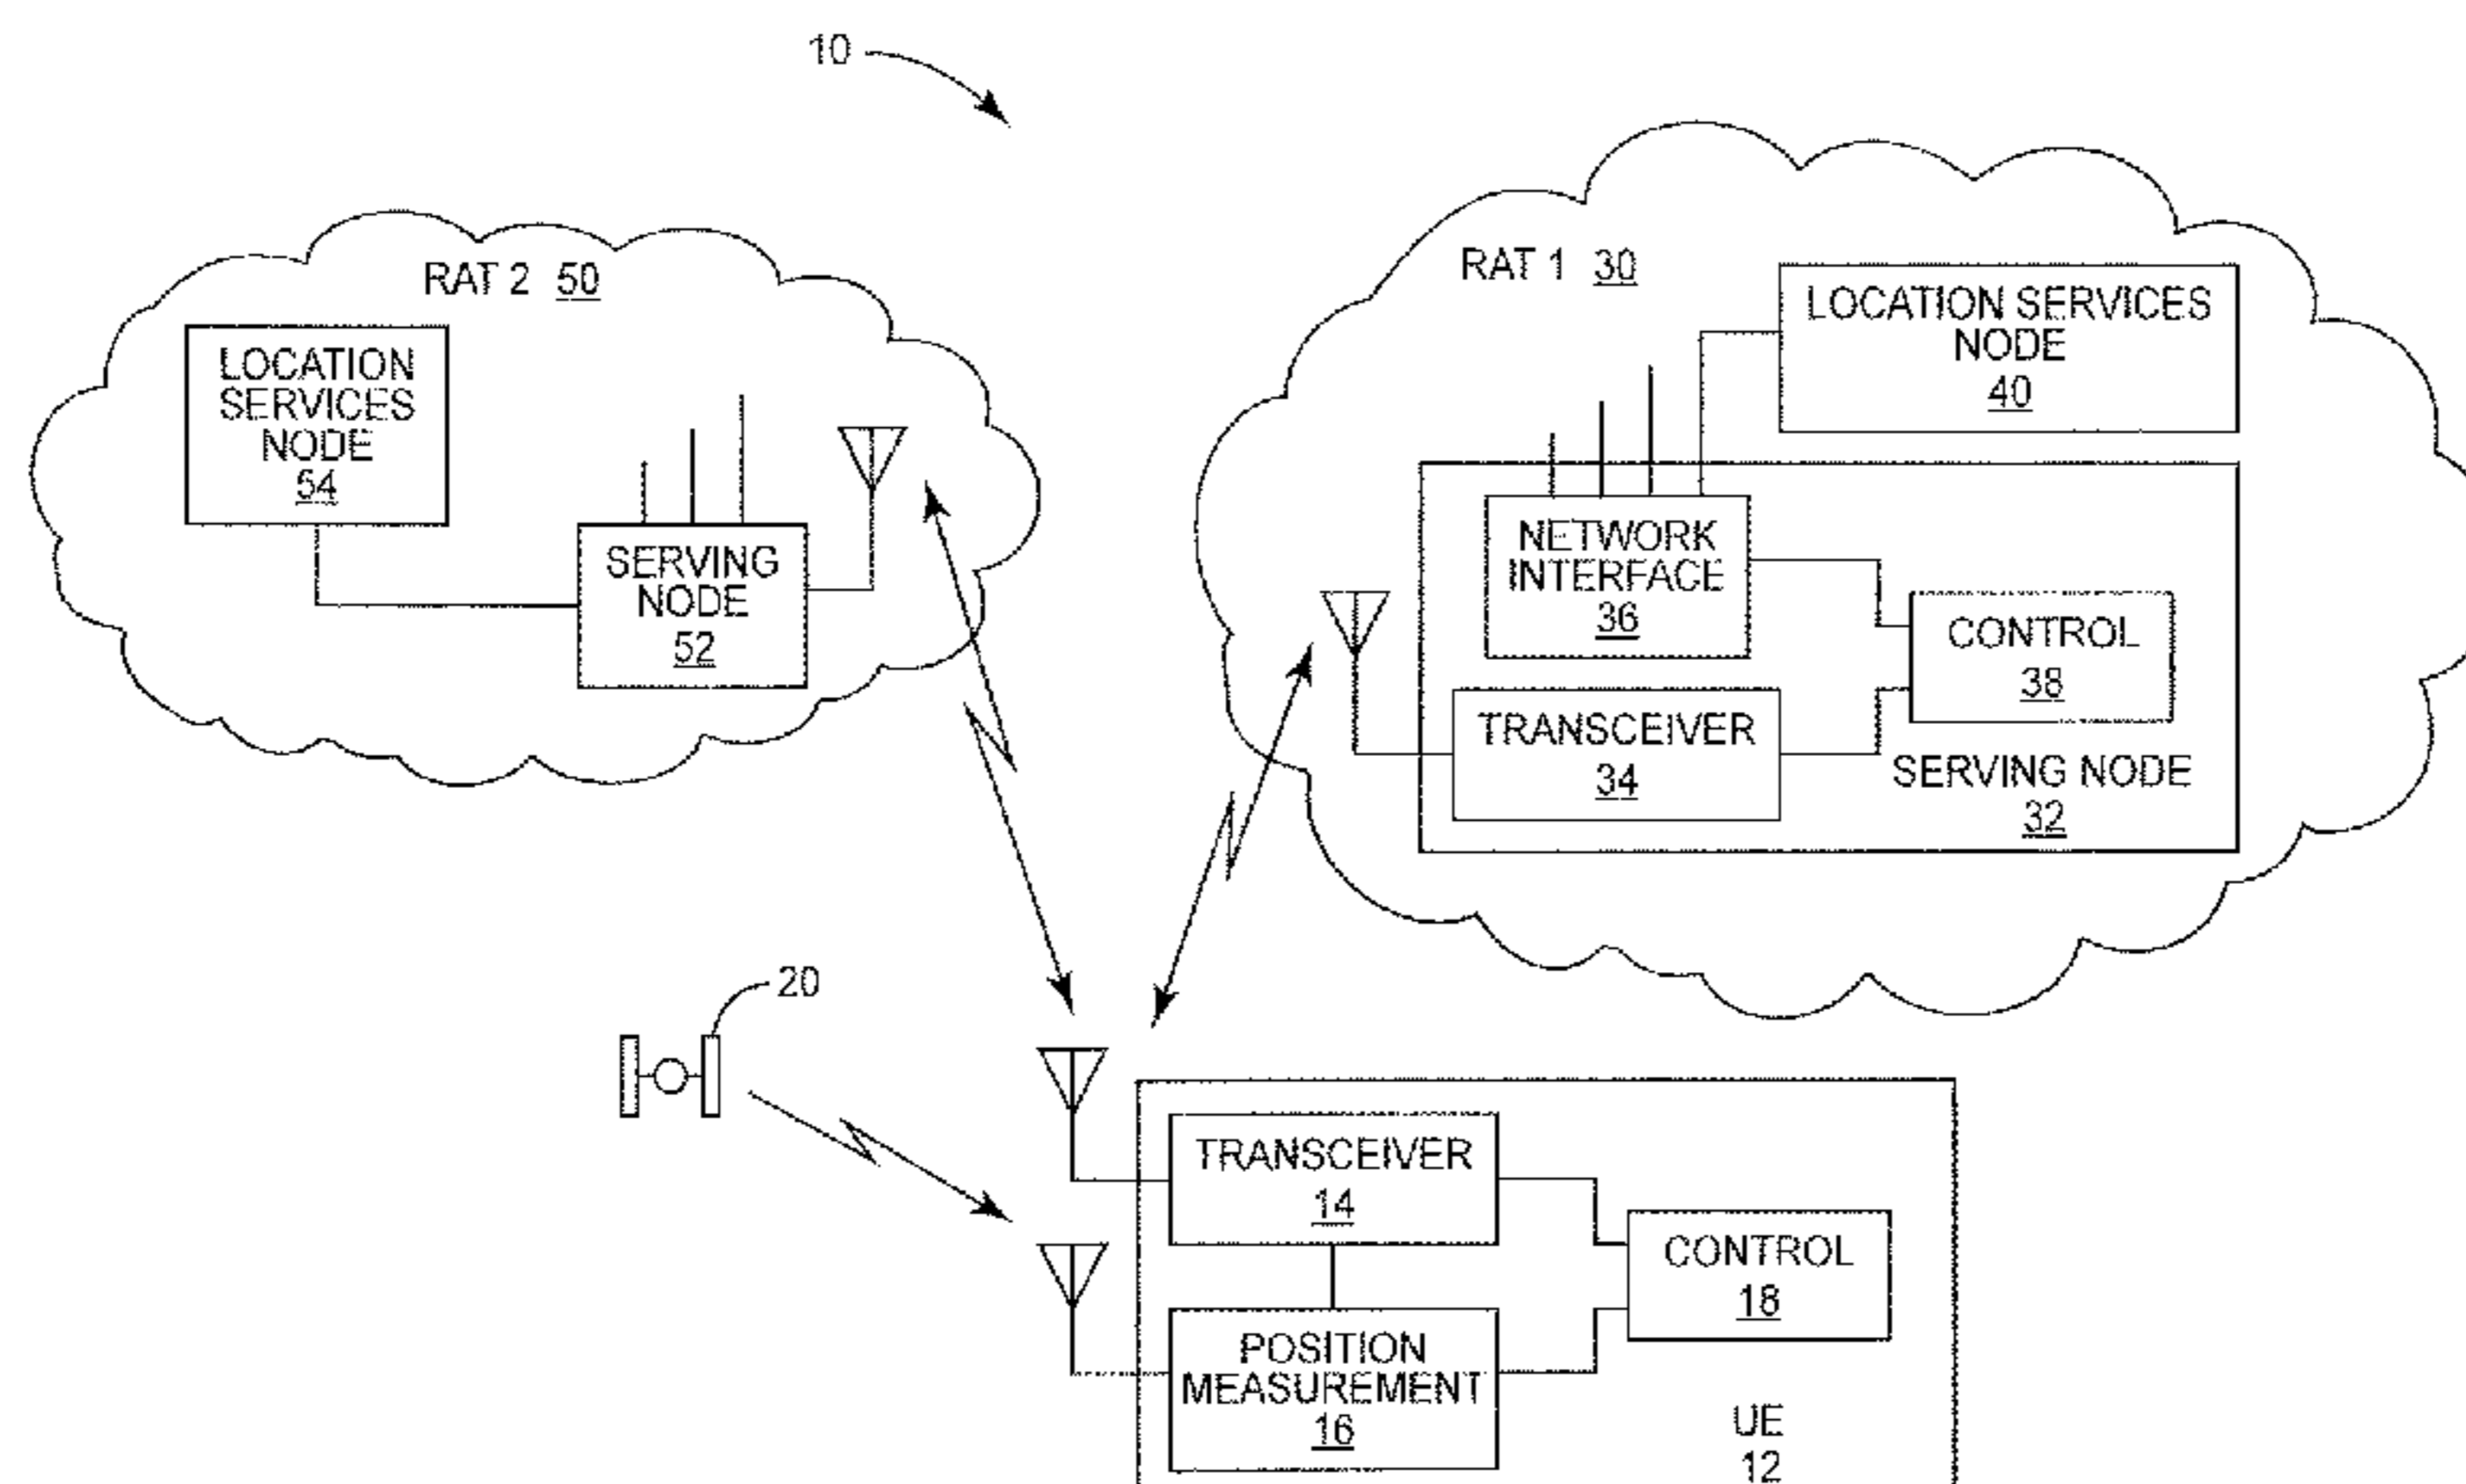 10
RAT 2 50
LOCATION
SERVICES
NODE
54
SERVING
NODE
52
RAT 1 30
LOCATION SERVICES
NODE
40
NETWORK
INTERFACE
36
CONTROL
38
TRANSCEIVER
34
SERVING NODE
32
20
TRANSCEIVER
14
CONTROL
18
POSITION
MEASUREMENT
16
UE
12